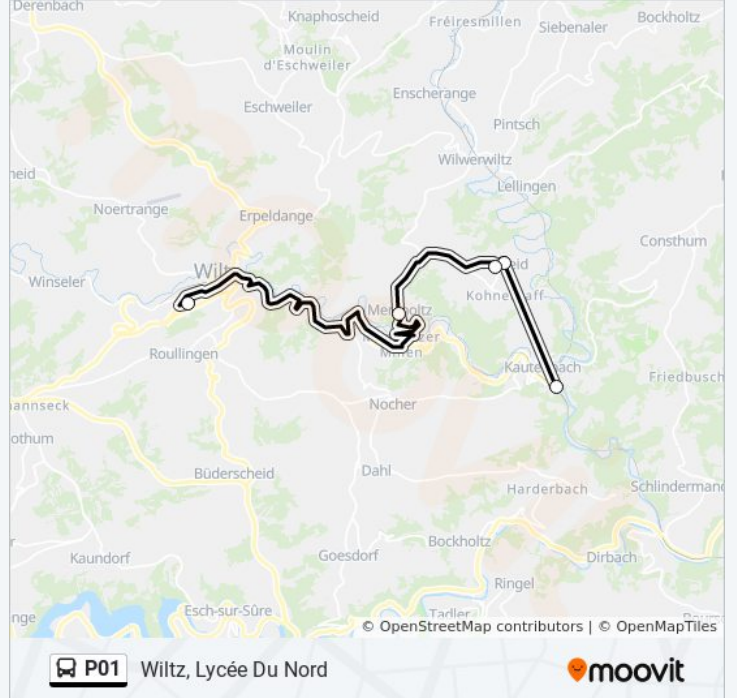 Derenbach
Knaphoscheid
Fréiresmillen
Bockholtz
Siebenaler
Moulin
d'Eschweiler
Enscherange
Eschweiler
Pintsch
Wilwerwiltz
Lellingen
Noertrange
Erpeldange
Consthum
Winseler
Roullingen
Friedbusch
Nocher
Dahl
Büderscheid
Harderbach
Schlinderman
Bockholtz
Goesdorf
Kaundorf
Dirbach
Ringel
Esch-sur-Sûre
Tadler
© OpenStreetMap contributors | © OpenMapTiles
P01 Wiltz, Lycée Du Nord
moovit